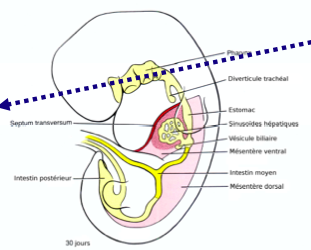 Pharynx
Diverticule trachéal
Estomac
Septum transversum
Sinusoïdes hépatiques
Vésicule biliaire
Mésentère ventral
Intestin moyen
Intestin postérieur
Mésentère dorsal
30 jours